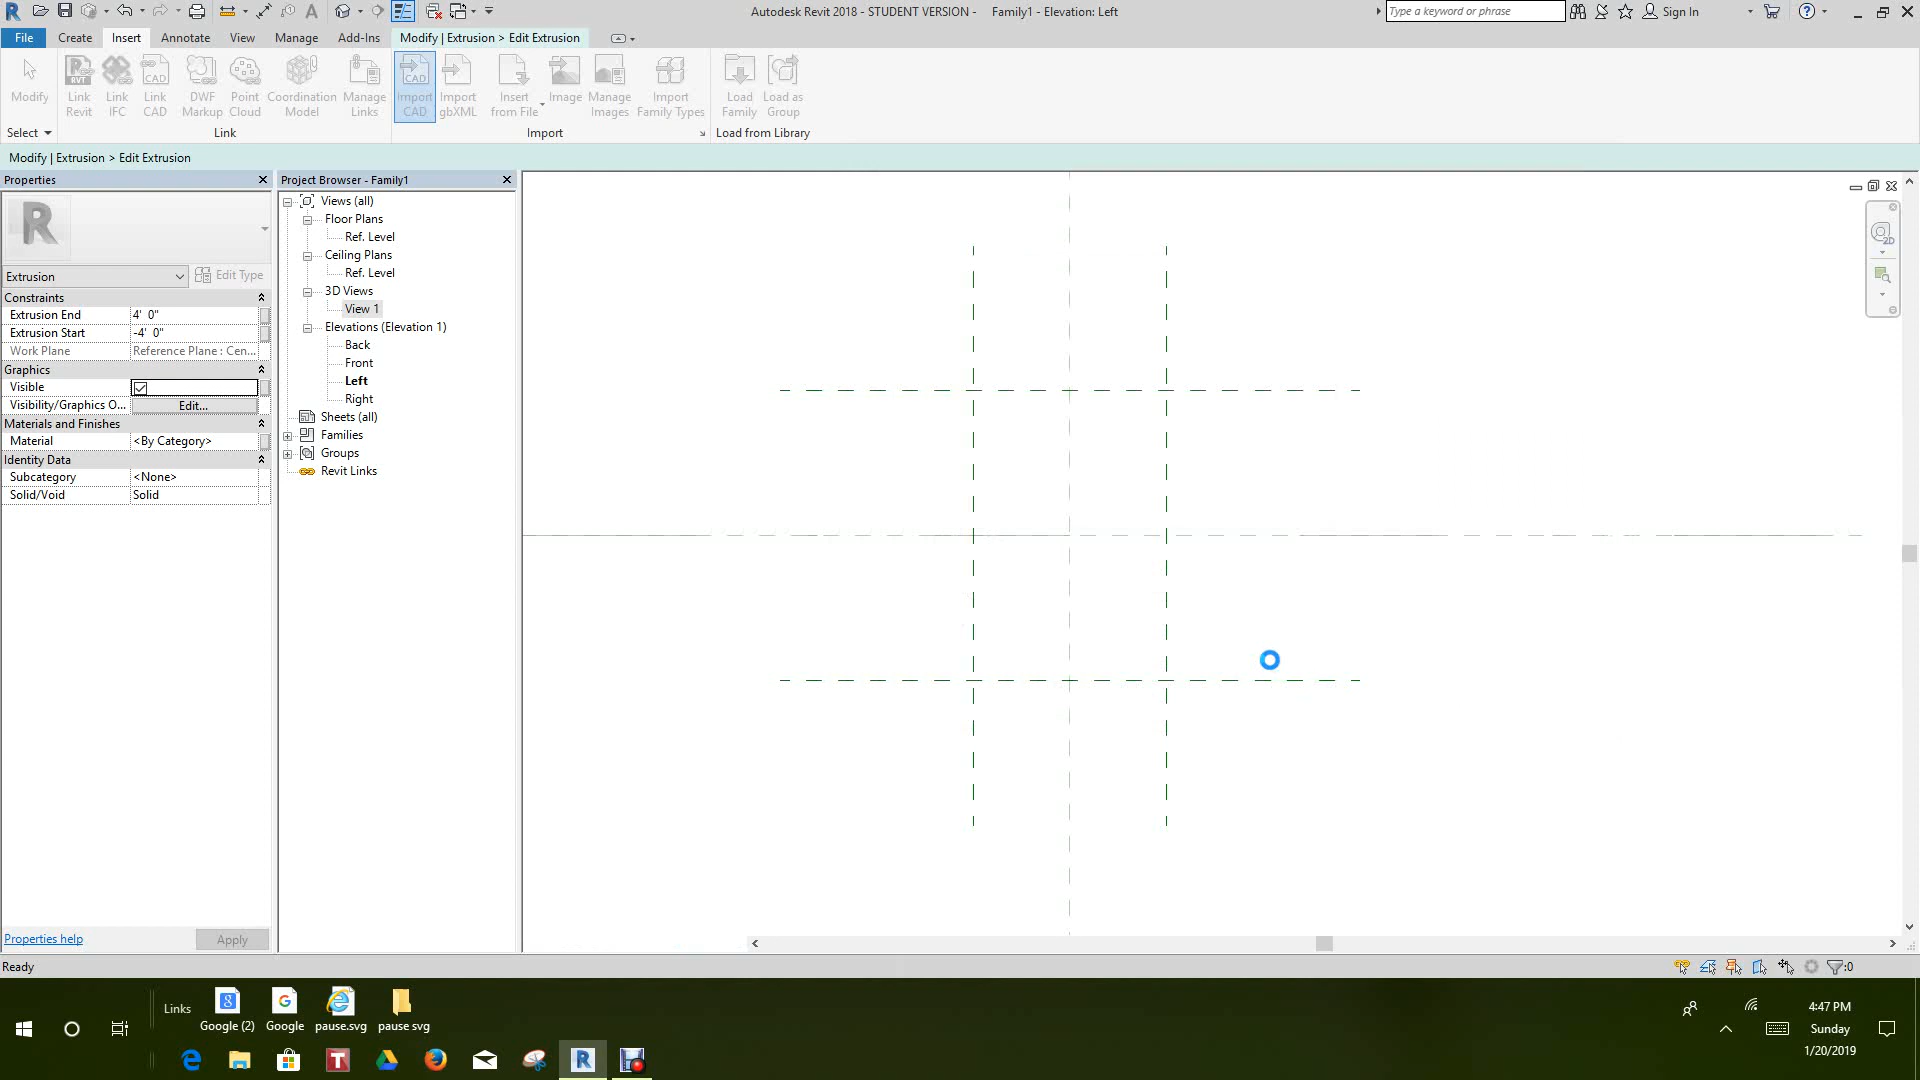 Autodesk Revit 2018 - STUDENT VERSION - Family1 - Elevation: Left
Type a keyword or phrase
Sign In
File Create Insert Annotate View Manage Add-Ins Modify | Extrusion > Edit Extrusion
Modify
Link Revit
Link IFC
Link CAD
DWF Markup
Point Cloud
Coordination Model
Manage Links
Import CAD
Import gbXML
Insert from File
Image
Manage Images
Import Family Types
Load Family
Load as Group
Select Link Import Load from Library
Modify | Extrusion > Edit Extrusion
Properties
Extrusion
Edit Type
Constraints
Extrusion End 4' 0"
Extrusion Start -4' 0"
Work Plane Reference Plane : Cen...
Graphics
Visible
Visibility/Graphics O... Edit...
Materials and Finishes
Material <By Category>
Identity Data
Subcategory <None>
Solid/Void Solid
Properties help Apply
Project Browser - Family1
Views (all)
Floor Plans
Ref. Level
Ceiling Plans
Ref. Level
3D Views
View 1
Elevations (Elevation 1)
Back
Front
Left
Right
Sheets (all)
Families
Groups
Revit Links
2D
Ready
:0
Links
Google (2)
Google
pause.svg
pause svg
4:47 PM
Sunday
1/20/2019